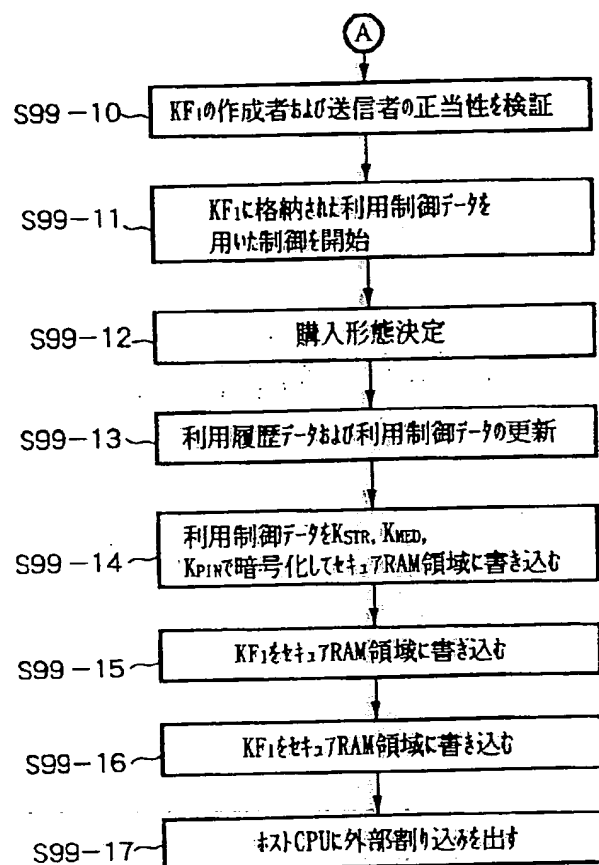 A
S99-10
KF1の作成者および送信者の正当性を検証
S99-11
KF1に格納された利用制御データを
用いた制御を開始
S99-12
購入形態決定
S99-13
利用履歴データおよび利用制御データの更新
S99-14
利用制御データをKSTR, KMED,
KPINで暗号化してセキュアRAM領域に書き込む
S99-15
KF1をセキュアRAM領域に書き込む
S99-16
KF1をセキュアRAM領域に書き込む
S99-17
ホストCPUに外部割り込みを出す